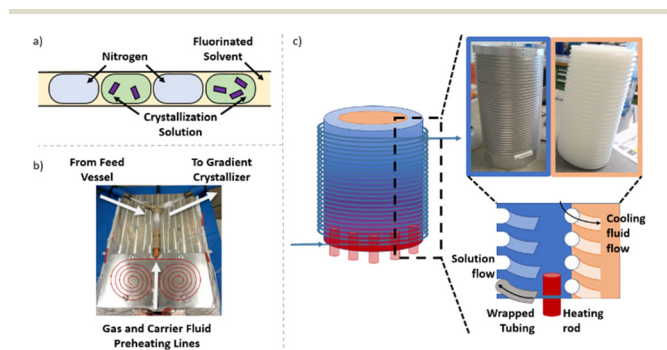 a)
Nitrogen
Fluorinated
Solvent
Crystallization
Solution
b)
From Feed
Vessel
To Gradient
Crystallizer
Gas and Carrier Fluid
Preheating Lines
c)
Cooling
fluid
flow
Solution
flow
Wrapped
Tubing
Heating
rod